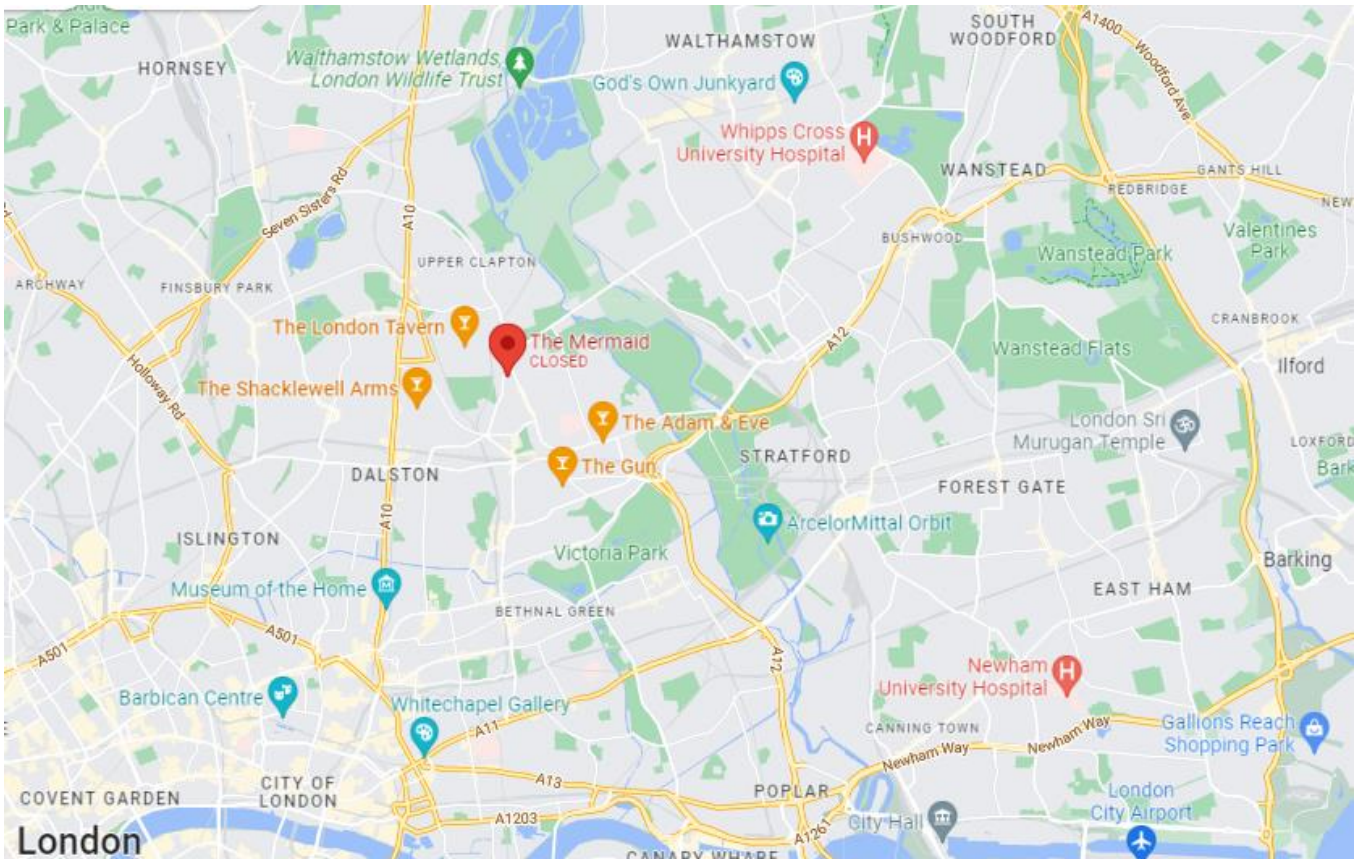 Park & Palace
HORNSEY
Walthamstow Wetlands,
London Wildlife Trust
WALTHAMSTOW
God's Own Junkyard
SOUTH
WOODFORD
A1400
Woodford Ave
Whipps Cross
University Hospital
WANSTEAD
GANTS HILL
REDBRIDGE
NEW
Seven Sisters Rd
A10
BUSHWOOD
Wanstead Park
Valentines
Park
UPPER CLAPTON
ARCHWAY
FINSBURY PARK
CRANBROOK
The London Tavern
The Mermaid
CLOSED
A12
Wanstead Flats
Ilford
Holloway Rd
The Shacklewell Arms
The Adam & Eve
London Sri
Murugan Temple
LOXFORD
Bark
The Gun
STRATFORD
DALSTON
FOREST GATE
A10
ArcelorMittal Orbit
ISLINGTON
Victoria Park
Barking
Museum of the Home
EAST HAM
BETHNAL GREEN
A501
A501
A12
Newham
University Hospital
Barbican Centre
Whitechapel Gallery
A11
CANNING TOWN
Newham Way
Newham Way
Gallions Reach
Shopping Park
A13
CITY OF
LONDON
COVENT GARDEN
POPLAR
London
City Airport
A1203
A1261
City Hall
London
CANARY WHARF